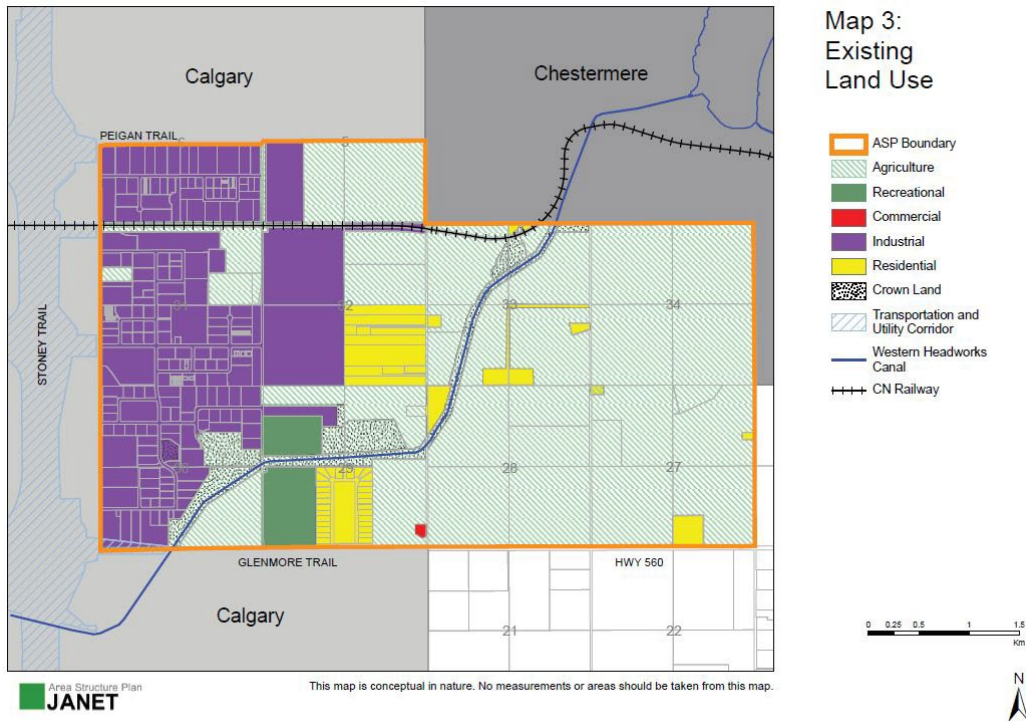 Map 3:
Existing
Land Use
Calgary
Chestermere
PEIGAN TRAIL
5
ASP Boundary
Agriculture
Recreational
Commercial
Industrial
Residential
Crown Land
Transportation and
Utility Corridor
Western Headworks
Canal
CN Railway
STONEY TRAIL
31
32
33
34
29
28
27
GLENMORE TRAIL
HWY 560
Calgary
21
22
0 0.25 0.5 1 1.5
Km
N
Area Structure Plan
JANET
This map is conceptual in nature. No measurements or areas should be taken from this map.